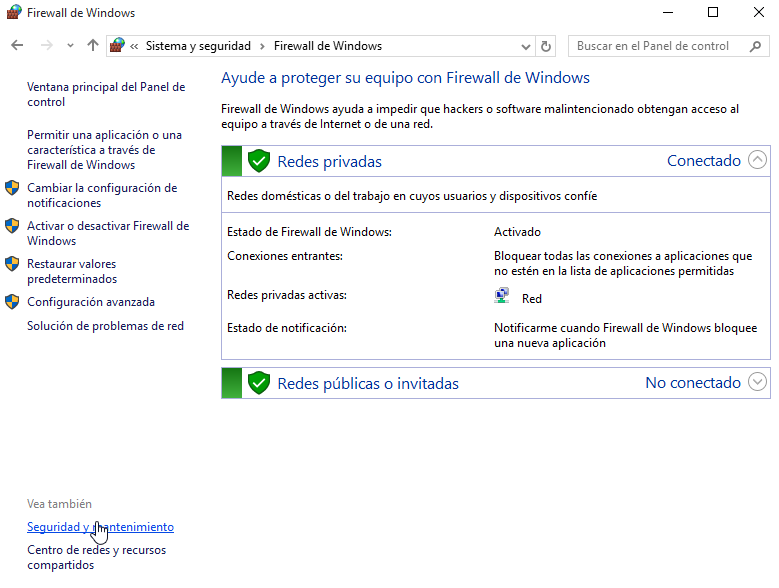 Firewall de Windows
« Sistema y seguridad › Firewall de Windows
Buscar en el Panel de control
Ventana principal del Panel de
control
Permitir una aplicación o una
característica a través de
Firewall de Windows
Cambiar la configuración de
notificaciones
Activar o desactivar Firewall de
Windows
Restaurar valores
predeterminados
Configuración avanzada
Solución de problemas de red
Vea también
Seguridad y mantenimiento
Centro de redes y recursos
compartidos
Ayude a proteger su equipo con Firewall de Windows
Firewall de Windows ayuda a impedir que hackers o software malintencionado obtengan acceso al
equipo a través de Internet o de una red.
Redes privadas Conectado
Redes domésticas o del trabajo en cuyos usuarios y dispositivos confíe
Estado de Firewall de Windows: Activado
Conexiones entrantes: Bloquear todas las conexiones a aplicaciones que
no estén en la lista de aplicaciones permitidas
Redes privadas activas: Red
Estado de notificación: Notificarme cuando Firewall de Windows bloquee
una nueva aplicación
Redes públicas o invitadas No conectado